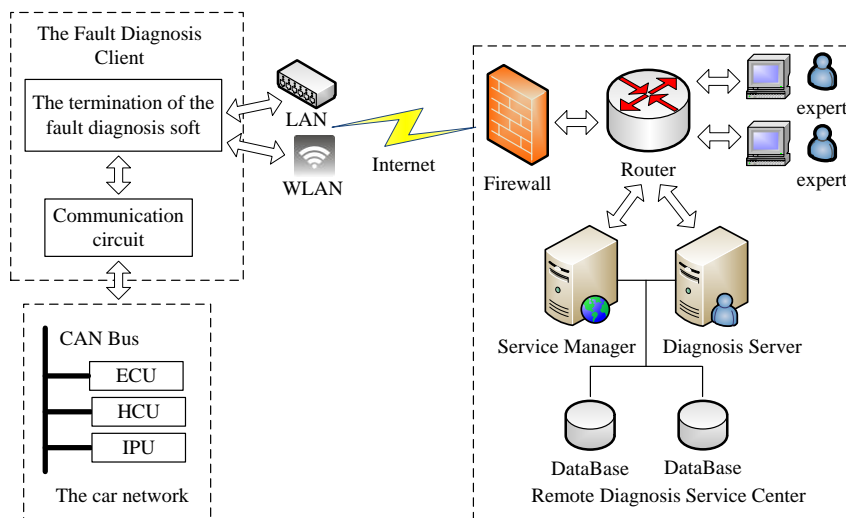 The Fault Diagnosis
Client
The termination of the
fault diagnosis soft
Communication
circuit
LAN
WLAN
Internet
CAN Bus
ECU
HCU
IPU
The car network
Firewall
Router
expert
expert
Service Manager
Diagnosis Server
DataBase
DataBase
Remote Diagnosis Service Center